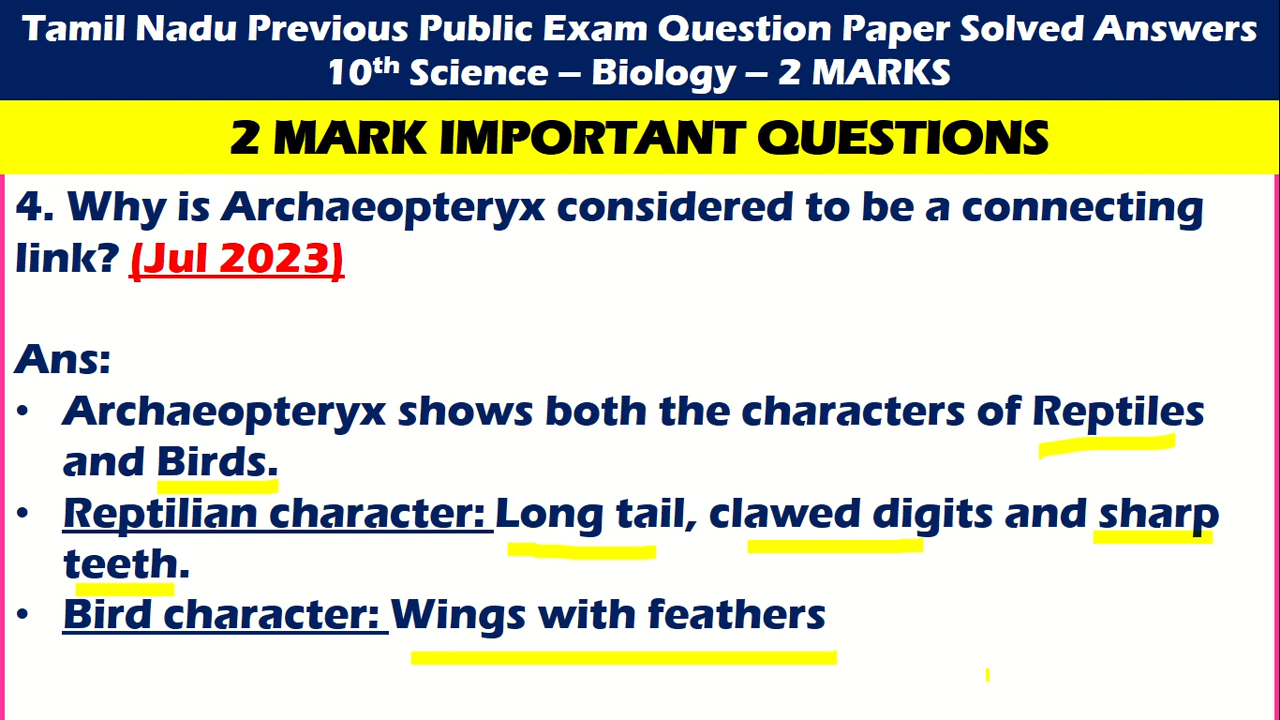 Tamil Nadu Previous Public Exam Question Paper Solved Answers
10th Science – Biology – 2 MARKS
2 MARK IMPORTANT QUESTIONS
4. Why is Archaeopteryx considered to be a connecting
link? (Jul 2023)
Ans:
• Archaeopteryx shows both the characters of Reptiles
and Birds.
• Reptilian character: Long tail, clawed digits and sharp
teeth.
• Bird character: Wings with feathers